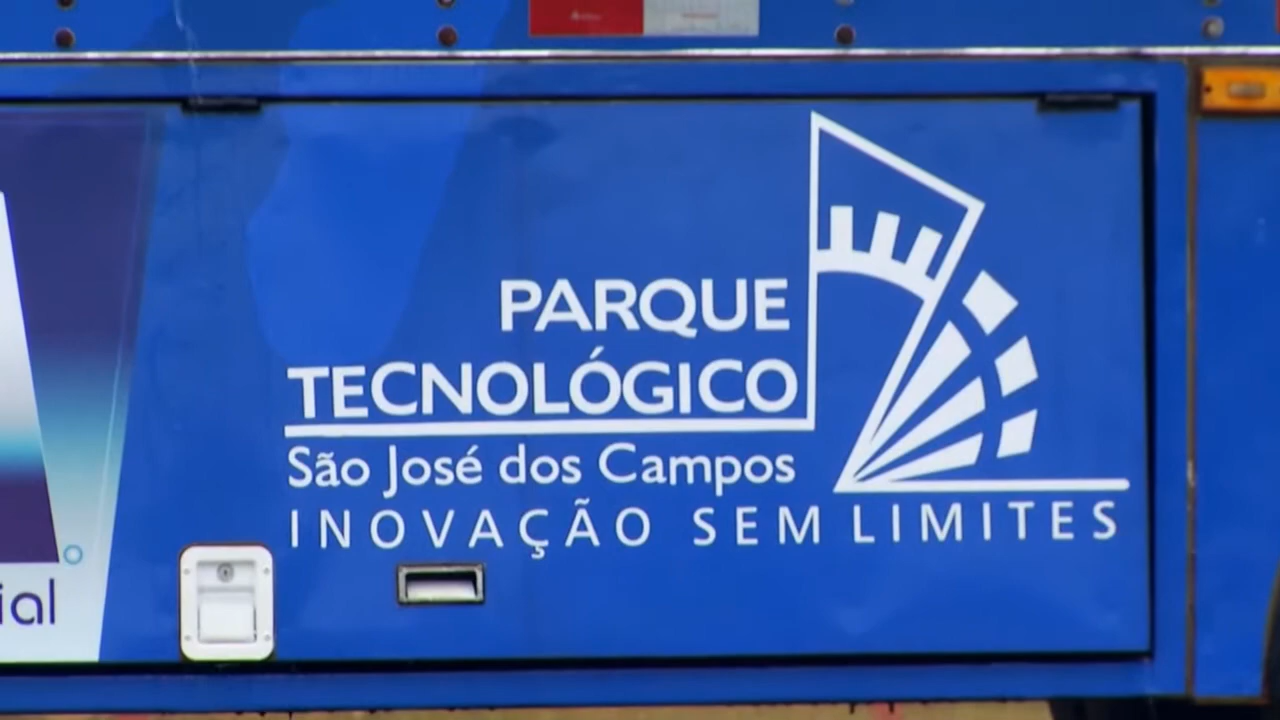 PARQUE
TECNOLÓGICO
São José dos Campos
INOVAÇÃO SEM LIMITES
ial